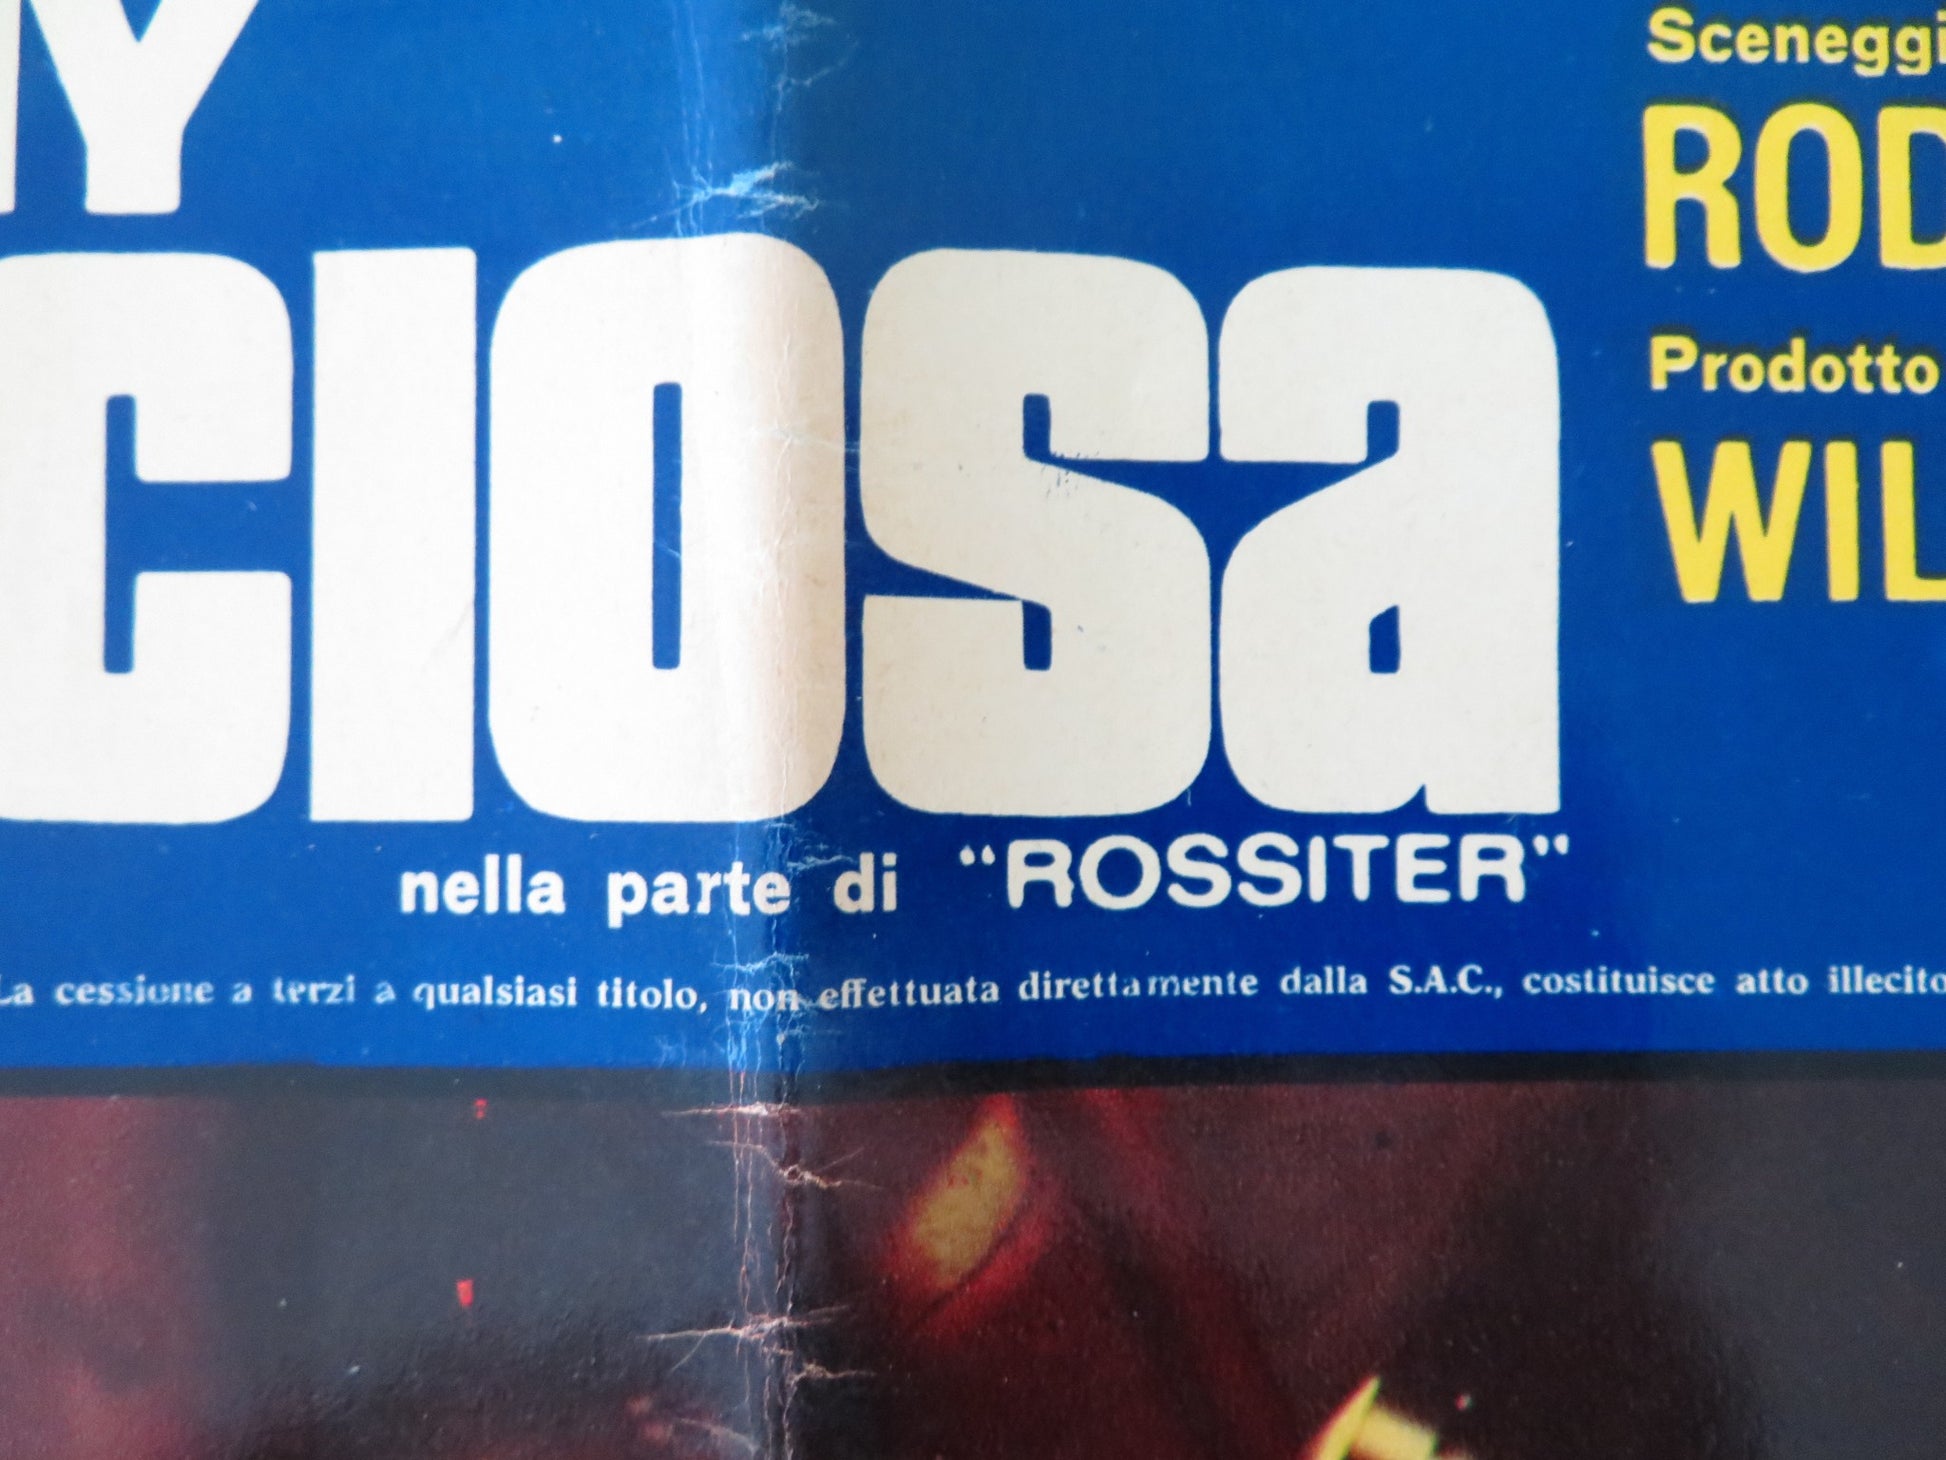 Y
CIOSa
nella parte di "ROSSITER"
La cessione a terzi a qualsiasi titolo, non effettuata direttamente dalla S.A.C., costituisce atto illecito
Sceneggi
ROD
Prodotto
WIL